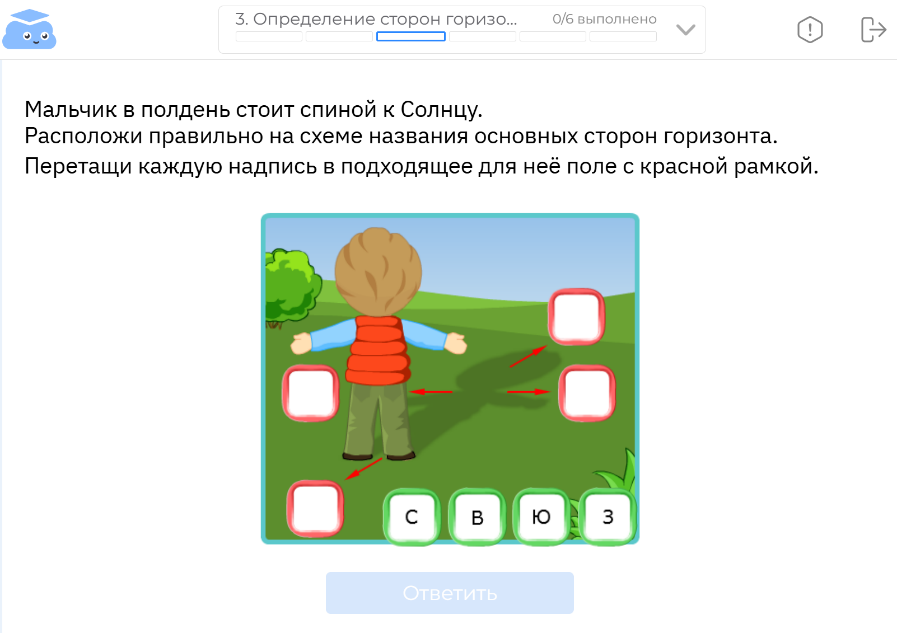 3. Определение сторон горизо...
0/6 выполнено
Мальчик в полдень стоит спиной к Солнцу.
Расположи правильно на схеме названия основных сторон горизонта.
Перетащи каждую надпись в подходящее для неё поле с красной рамкой.
С В Ю З
Ответить